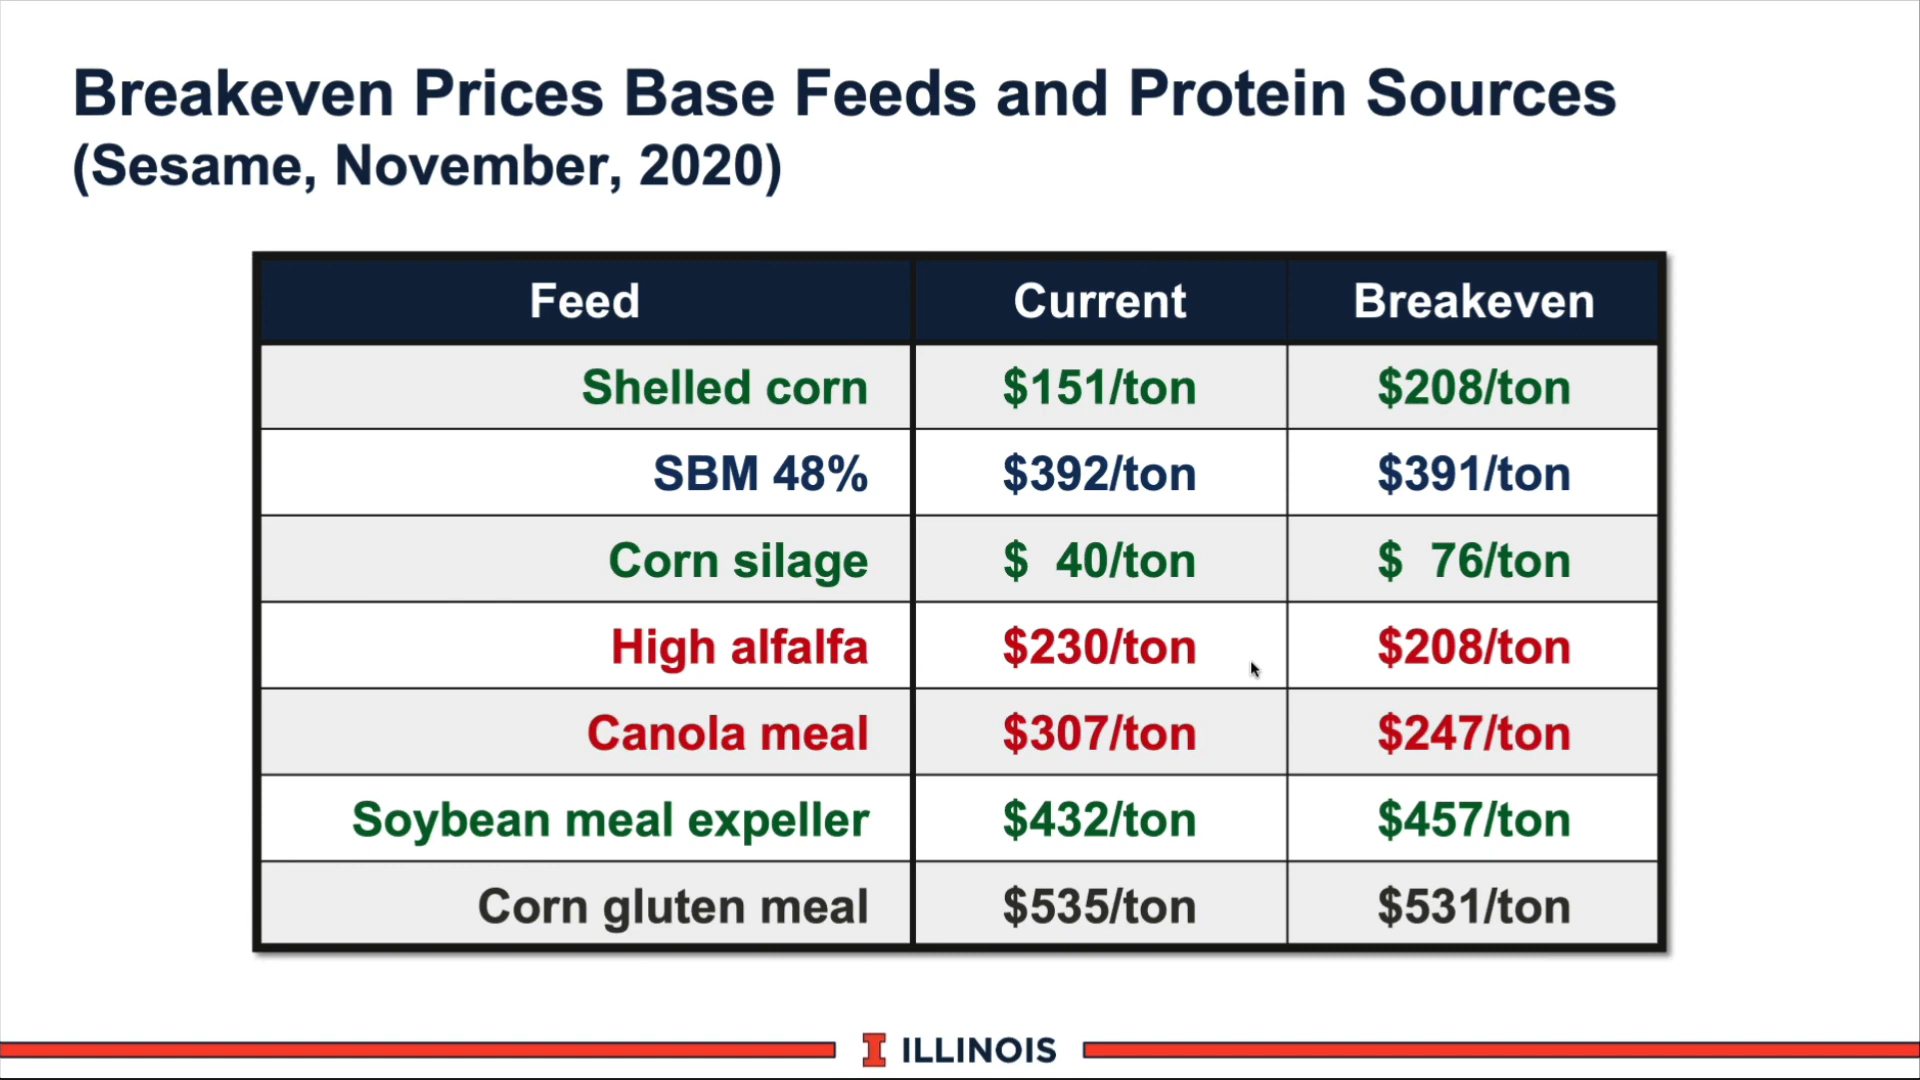 Breakeven Prices Base Feeds and Protein Sources
(Sesame, November, 2020)
Feed Current Breakeven
Shelled corn $151/ton $208/ton
SBM 48% $392/ton $391/ton
Corn silage $ 40/ton $ 76/ton
High alfalfa $230/ton $208/ton
Canola meal $307/ton $247/ton
Soybean meal expeller $432/ton $457/ton
Corn gluten meal $535/ton $531/ton
I ILLINOIS